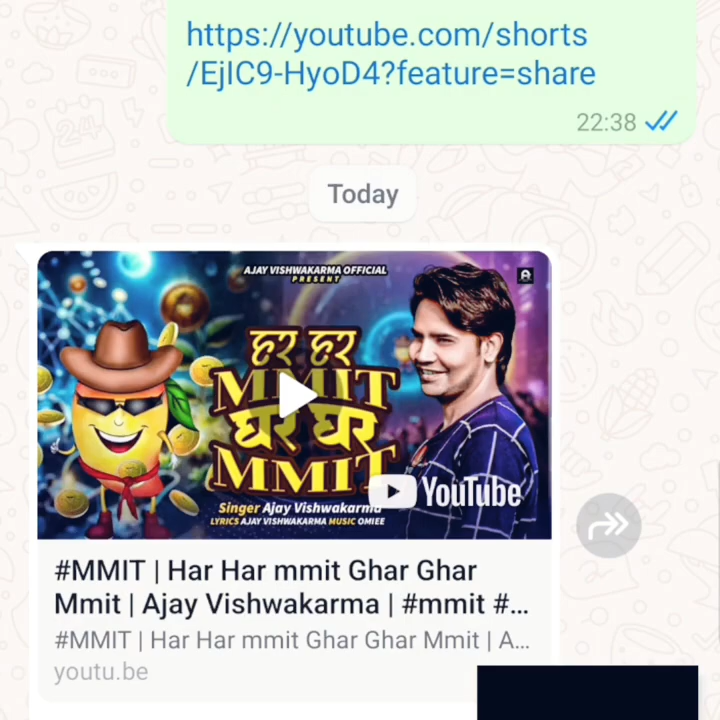 https://youtube.com/shorts
/EjIC9-HyoD4?feature=share
22:38
Today
AJAY VISHWAKARMA OFFICIAL
PRESENT
A
हर हर
MMIT
घर घर
MMIT
YouTube
Singer Ajay Vishwakarma
LYRICS AJAY VISHWAKARMA MUSIC OMIEE
#MMIT | Har Har mmit Ghar Ghar
Mmit | Ajay Vishwakarma | #mmit #...
#MMIT | Har Har mmit Ghar Ghar Mmit | A...
youtu.be